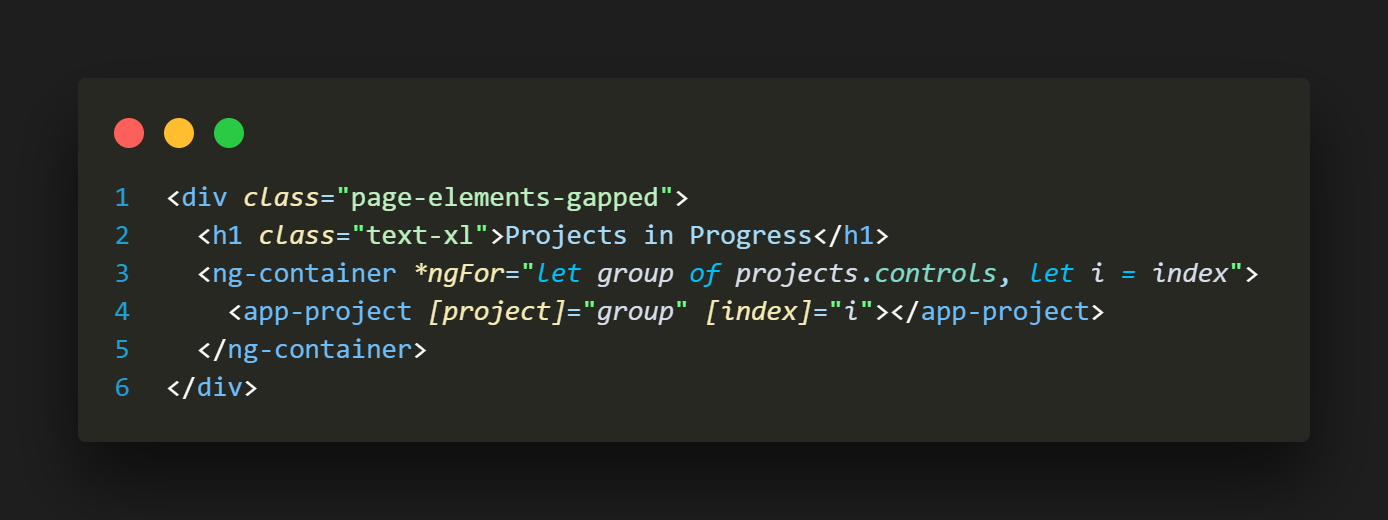 1 <div class="page-elements-gapped">
2   <h1 class="text-xl">Projects in Progress</h1>
3   <ng-container *ngFor="let group of projects.controls, let i = index">
4     <app-project [project]="group" [index]="i"></app-project>
5   </ng-container>
6 </div>